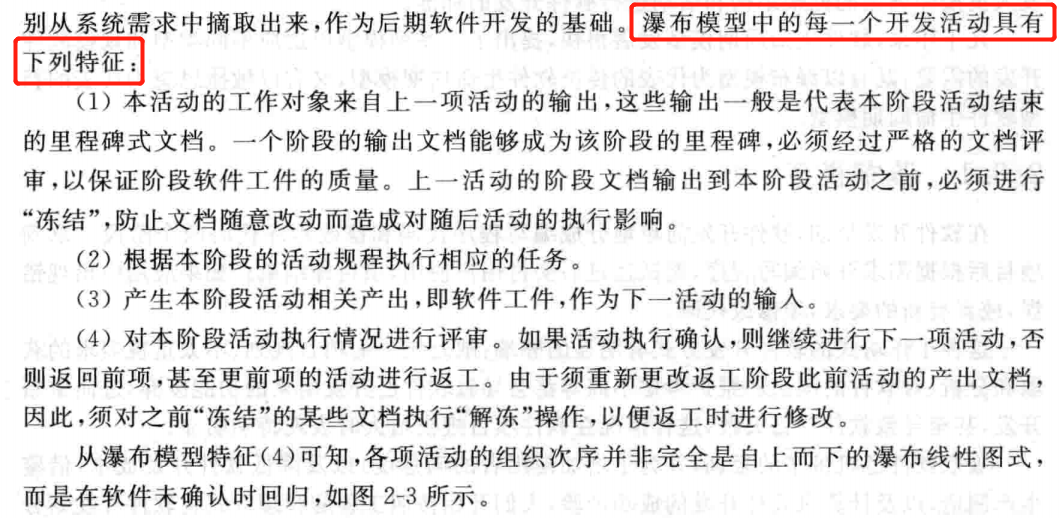 别从系统需求中摘取出来,作为后期软件开发的基础。瀑布模型中的每一个开发活动具有
下列特征:
(1) 本活动的工作对象来自上一项活动的输出,这些输出一般是代表本阶段活动结束
的里程碑式文档。一个阶段的输出文档能够成为该阶段的里程碑,必须经过严格的文档评
审,以保证阶段软件工件的质量。上一活动的阶段文档输出到本阶段活动之前,必须进行
“冻结”,防止文档随意改动而造成对随后活动的执行影响。
(2) 根据本阶段的活动规程执行相应的任务。
(3) 产生本阶段活动相关产出,即软件工件,作为下一活动的输入。
(4) 对本阶段活动执行情况进行评审。如果活动执行确认,则继续进行下一项活动,否
则返回前项,甚至更前项的活动进行返工。由于须重新更改返工阶段此前活动的产出文档,
因此,须对之前“冻结”的某些文档执行“解冻”操作,以便返工时进行修改。
从瀑布模型特征(4)可知,各项活动的组织次序并非完全是自上而下的瀑布线性图式,
而是在软件未确认时回归,如图 2-3 所示。